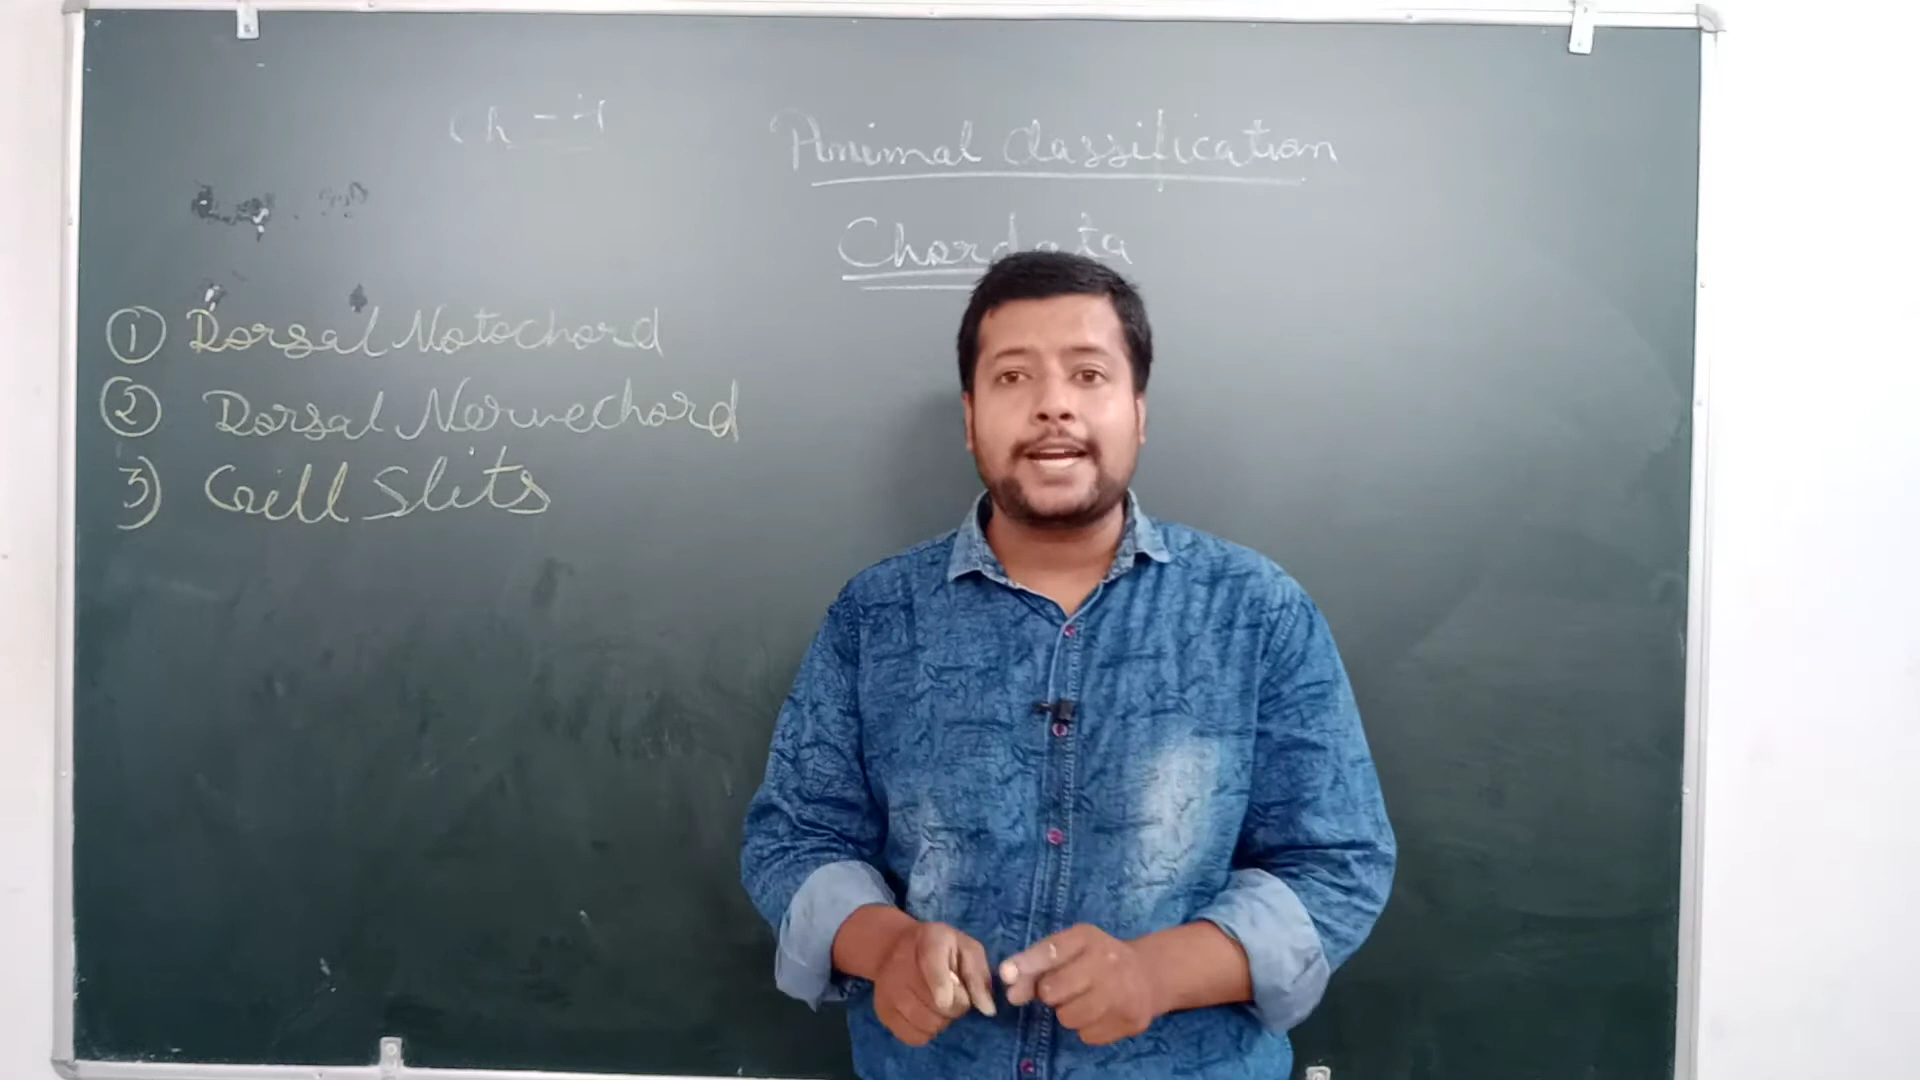 Ch - 4
Animal Classification
Chordata
① Dorsal Notochord
② Dorsal Nervechord
3) Gill Slits